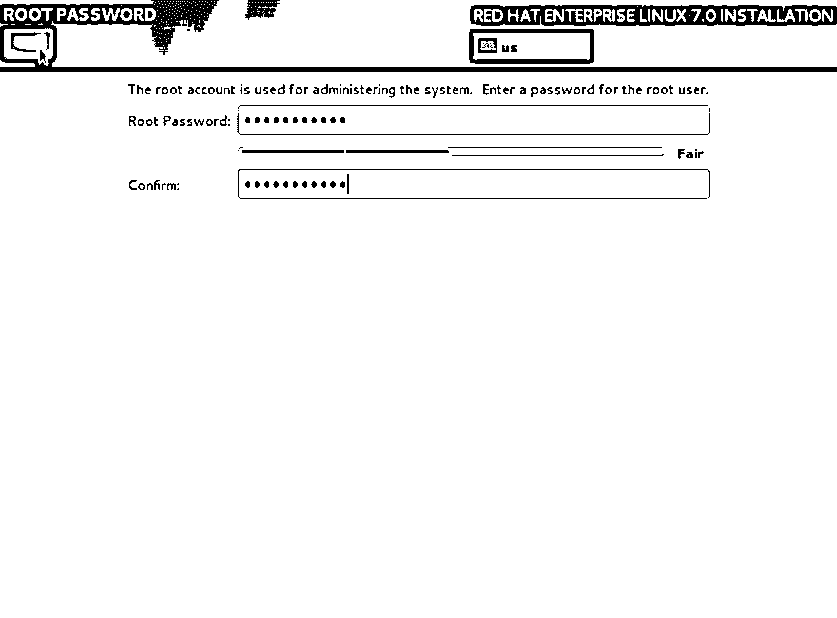 ROOT PASSWORD
RED HAT ENTERPRISE LINUX 7.0 INSTALLATION
us
The root account is used for administering the system. Enter a password for the root user.
Root Password: •••••••••••
Fair
Confirm: •••••••••••